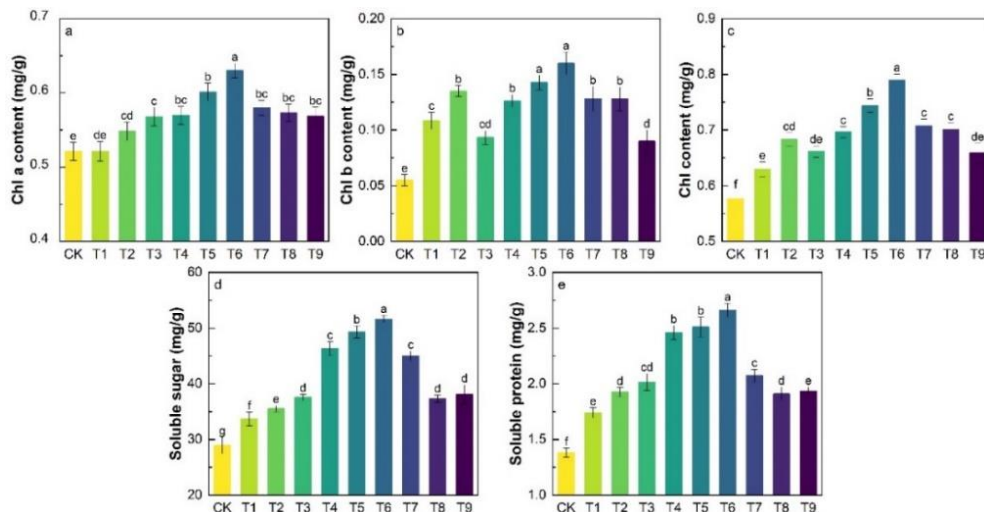 a
Chl a content (mg/g)
0.7
0.6
0.5
0.4
e
de
cd
c
bc
b
a
bc
bc
bc
CK T1 T2 T3 T4 T5 T6 T7 T8 T9
b
Chl b content (mg/g)
0.20
0.15
0.10
0.05
0.00
e
c
b
cd
b
a
a
b
b
d
CK T1 T2 T3 T4 T5 T6 T7 T8 T9
c
Chl content (mg/g)
0.9
0.8
0.7
0.6
0.5
f
e
cd
de
c
b
a
c
c
de
CK T1 T2 T3 T4 T5 T6 T7 T8 T9
d
Soluble sugar (mg/g)
60
50
40
30
20
g
f
e
d
c
b
a
c
d
d
CK T1 T2 T3 T4 T5 T6 T7 T8 T9
e
Soluble protein (mg/g)
3.0
2.5
2.0
1.5
1.0
f
e
d
cd
b
b
a
c
d
e
CK T1 T2 T3 T4 T5 T6 T7 T8 T9